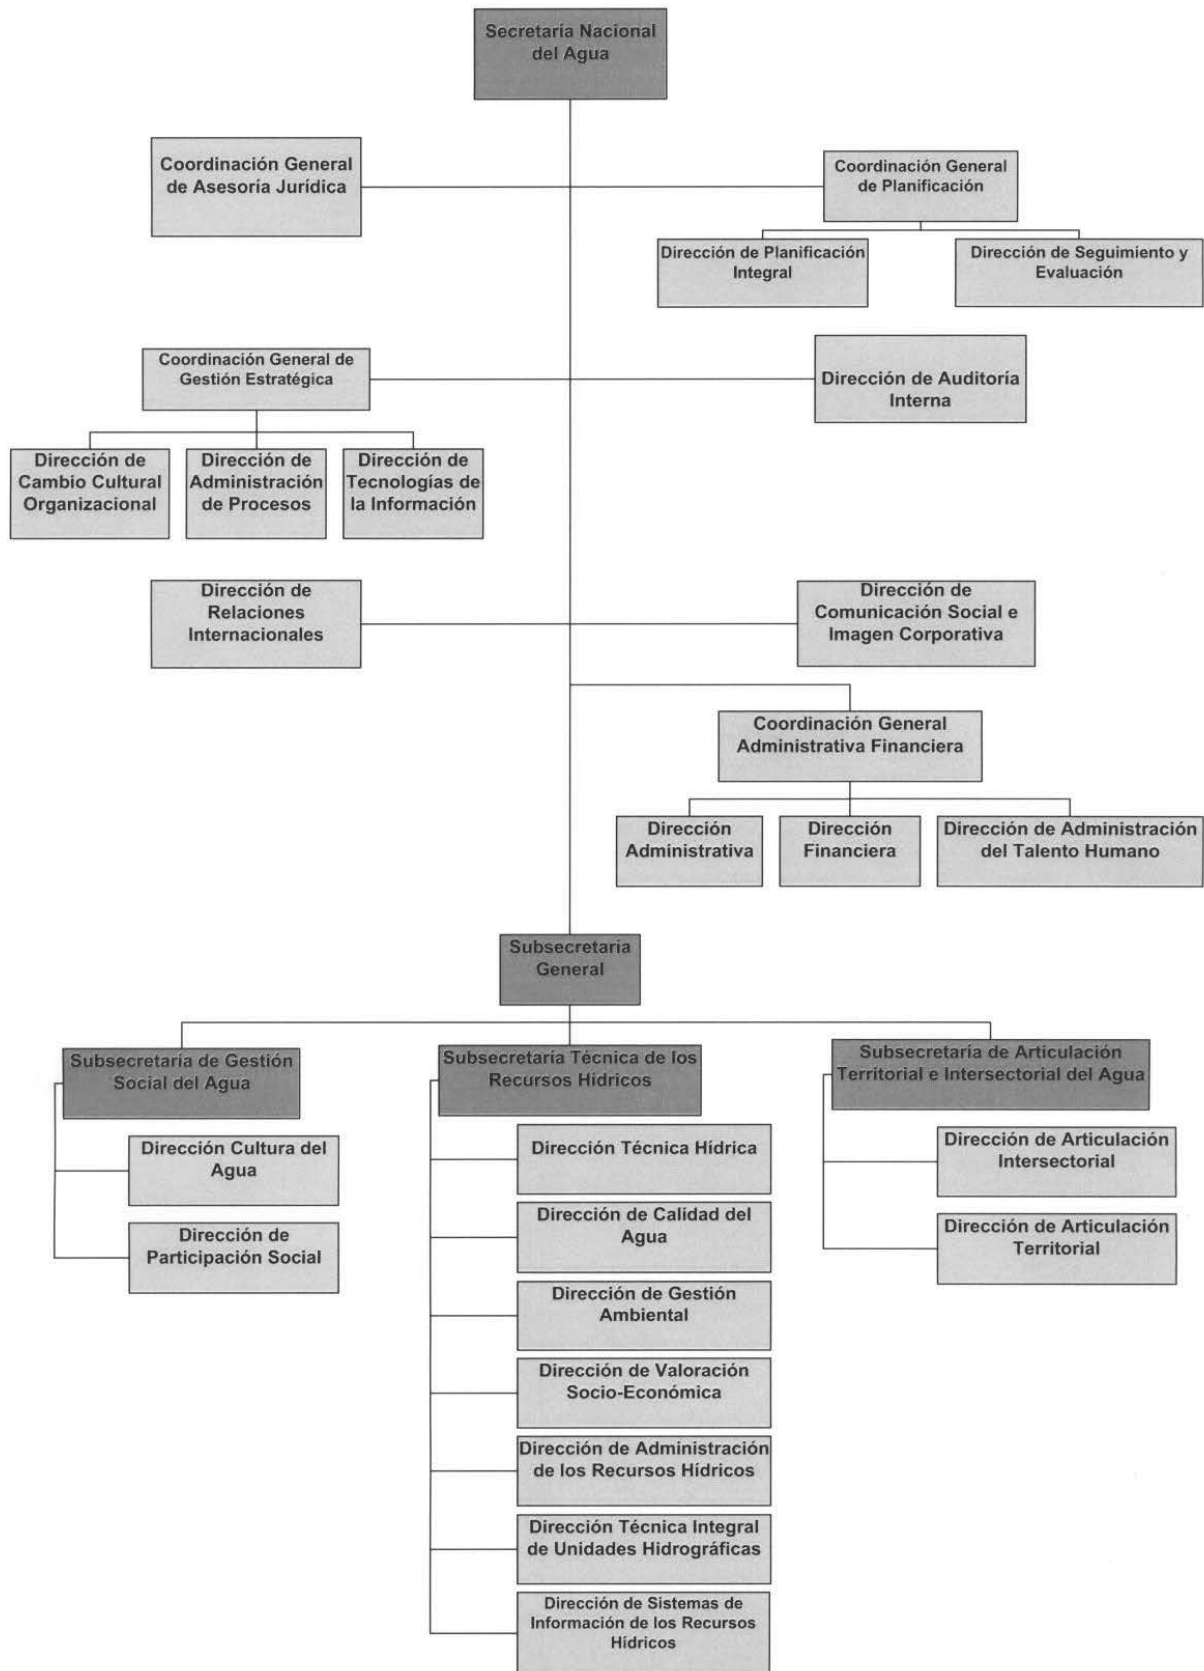 Secretaría Nacional
del Agua
Coordinación General
de Asesoría Jurídica
Coordinación General
de Planificación
Dirección de Planificación
Integral
Dirección de Seguimiento y
Evaluación
Coordinación General de
Gestión Estratégica
Dirección de Auditoría
Interna
Dirección de
Cambio Cultural
Organizacional
Dirección de
Administración
de Procesos
Dirección de
Tecnologías de
la Información
Dirección de
Relaciones
Internacionales
Dirección de
Comunicación Social e
Imagen Corporativa
Coordinación General
Administrativa Financiera
Dirección
Administrativa
Dirección
Financiera
Dirección de Administración
del Talento Humano
Subsecretaría
General
Subsecretaría de Gestión
Social del Agua
Subsecretaría Técnica de los
Recursos Hídricos
Subsecretaría de Articulación
Territorial e Intersectorial del Agua
Dirección Cultura del
Agua
Dirección de
Participación Social
Dirección Técnica Hídrica
Dirección de Calidad del
Agua
Dirección de Gestión
Ambiental
Dirección de Valoración
Socio-Económica
Dirección de Administración
de los Recursos Hídricos
Dirección Técnica Integral
de Unidades Hidrográficas
Dirección de Sistemas de
Información de los Recursos
Hídricos
Dirección de Articulación
Intersectorial
Dirección de Articulación
Territorial